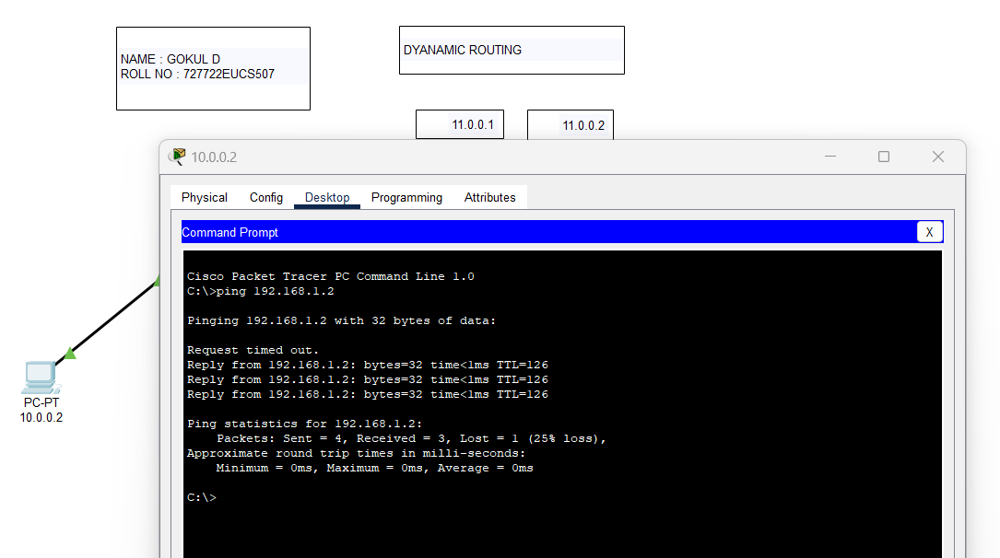 NAME : GOKUL D
ROLL NO : 727722EUCS507
DYANAMIC ROUTING
11.0.0.1
11.0.0.2
10.0.0.2
Physical Config Desktop Programming Attributes
Command Prompt
X
Cisco Packet Tracer PC Command Line 1.0
C:\>ping 192.168.1.2
Pinging 192.168.1.2 with 32 bytes of data:
Request timed out.
Reply from 192.168.1.2: bytes=32 time<1ms TTL=126
Reply from 192.168.1.2: bytes=32 time<1ms TTL=126
Reply from 192.168.1.2: bytes=32 time<1ms TTL=126
Ping statistics for 192.168.1.2:
Packets: Sent = 4, Received = 3, Lost = 1 (25% loss),
Approximate round trip times in milli-seconds:
Minimum = 0ms, Maximum = 0ms, Average = 0ms
C:\>
PC-PT
10.0.0.2